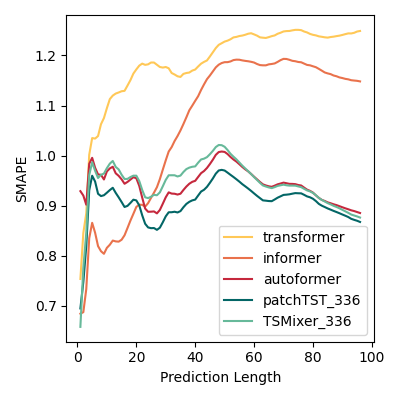 1.2
1.1
1.0
0.9
0.8
0.7
SMAPE
transformer
informer
autoformer
patchTST_336
TSMixer_336
0 20 40 60 80 100
Prediction Length